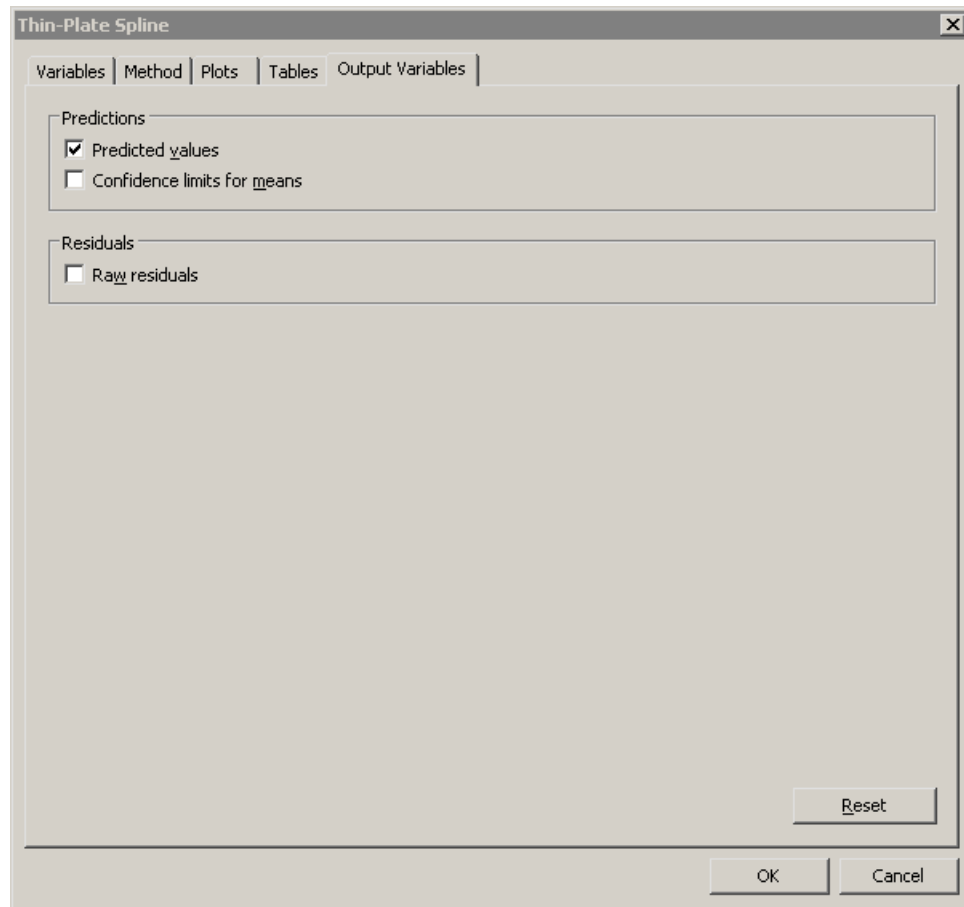 Thin-Plate Spline
Variables Method Plots Tables Output Variables
Predictions
Predicted values
Confidence limits for means
Residuals
Raw residuals
Reset
OK Cancel